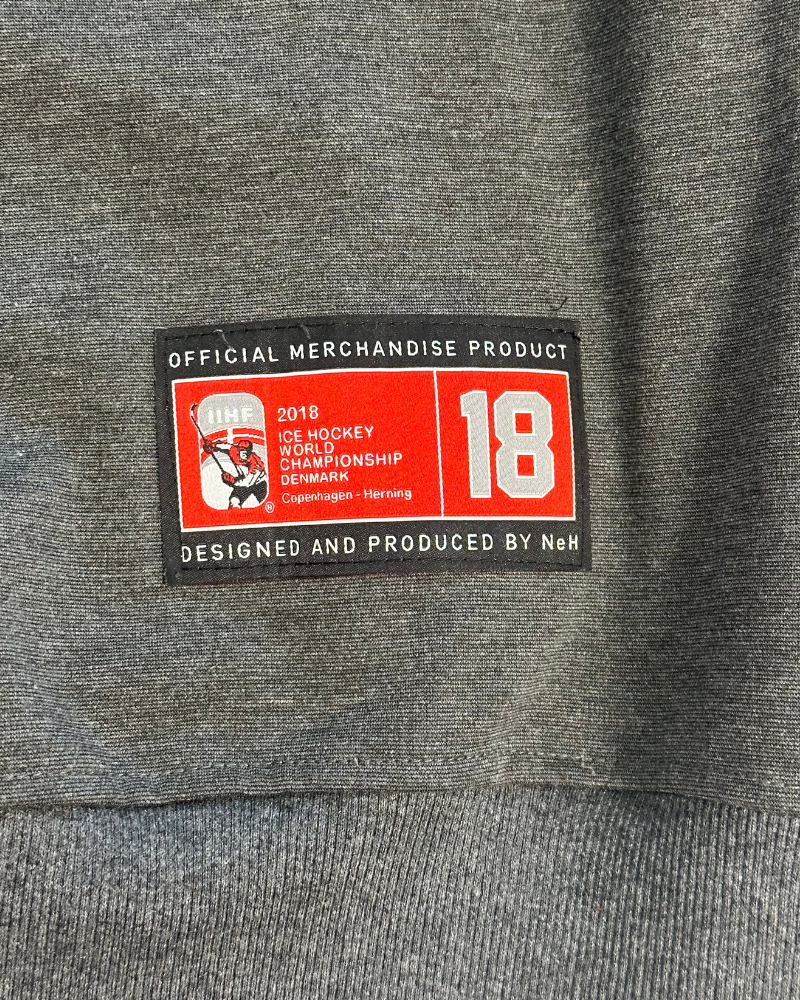 OFFICIAL MERCHANDISE PRODUCT
IIHF
2018
ICE HOCKEY
WORLD
CHAMPIONSHIP
DENMARK
Copenhagen - Herning
®
18
DESIGNED AND PRODUCED BY NeH